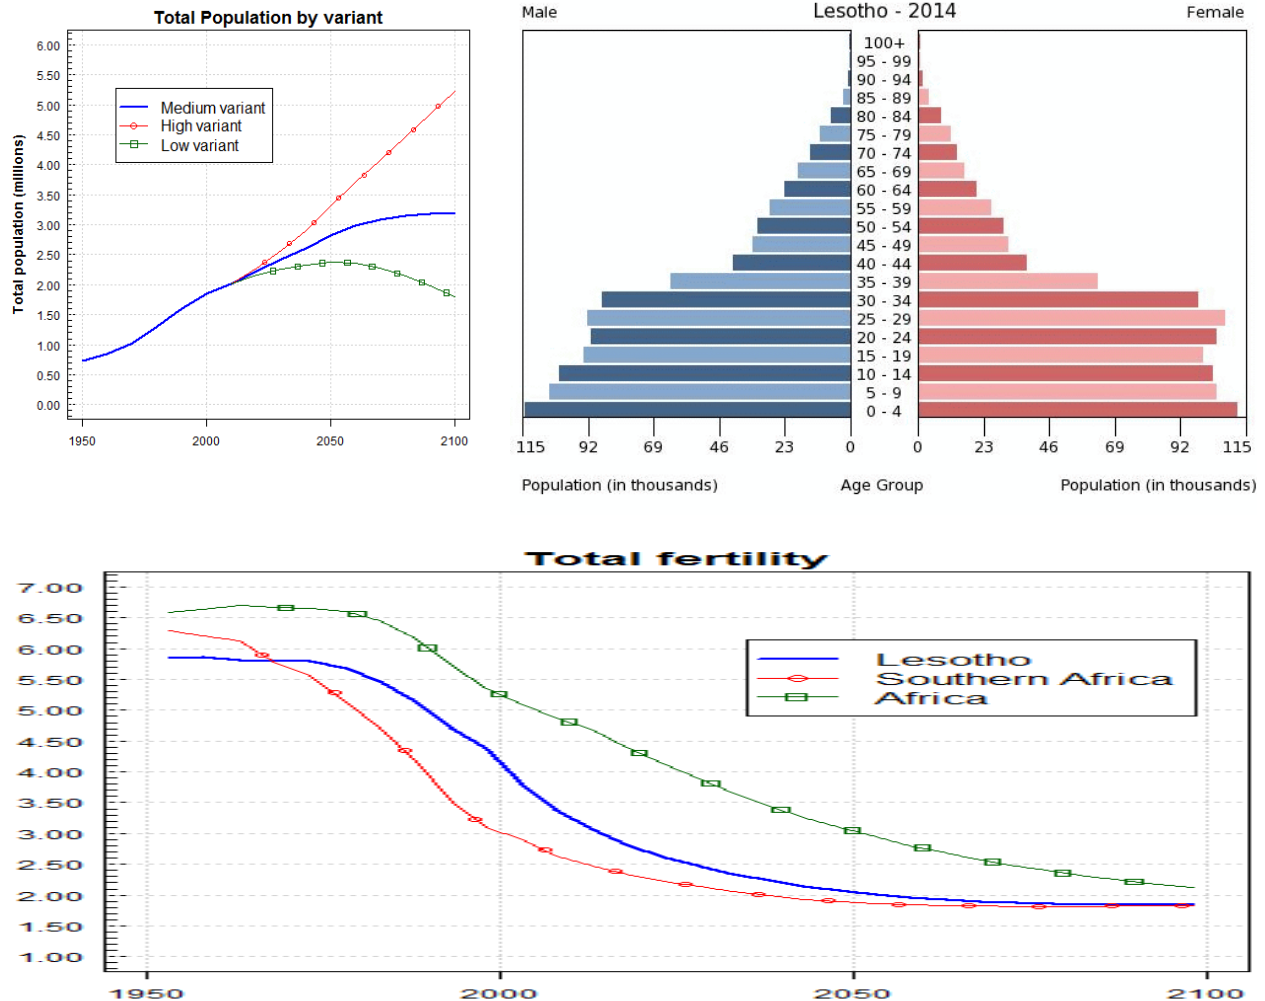 Total Population by variant
Total population (millions)
6.00
5.50
5.00
4.50
4.00
3.50
3.00
2.50
2.00
1.50
1.00
0.50
0.00
Medium variant
High variant
Low variant
1950 2000 2050 2100
Male Lesotho - 2014 Female
100+
95 - 99
90 - 94
85 - 89
80 - 84
75 - 79
70 - 74
65 - 69
60 - 64
55 - 59
50 - 54
45 - 49
40 - 44
35 - 39
30 - 34
25 - 29
20 - 24
15 - 19
10 - 14
5 - 9
0 - 4
115 92 69 46 23 0 0 23 46 69 92 115
Population (in thousands) Age Group Population (in thousands)
Total fertility
7.00
6.50
6.00
5.50
5.00
4.50
4.00
3.50
3.00
2.50
2.00
1.50
1.00
Lesotho
Southern Africa
Africa
1950 2000 2050 2100